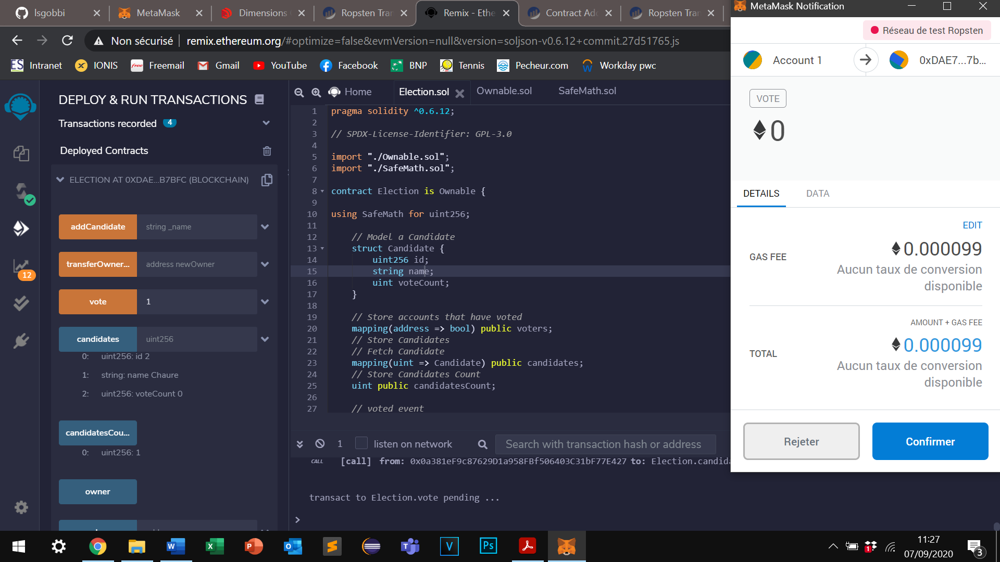 lsgobbi
MetaMask
Dimensions
Ropsten Tra
Remix - Ethe
Contract Ad
Ropsten Tra
MetaMask Notification
Non sécurisé
remix.ethereum.org/#optimize=false&evmVersion=null&version=soljson-v0.6.12+commit.27d51765.js
Intranet
IONIS
Freemail
Gmail
YouTube
Facebook
BNP
Tennis
Pecheur.com
Workday pwc
Réseau de test Ropsten
Account 1
0xDAE7...7b...
VOTE
0
DETAILS
DATA
EDIT
GAS FEE
0.000099
Aucun taux de conversion
disponible
AMOUNT + GAS FEE
TOTAL
0.000099
Aucun taux de conversion
disponible
Rejeter
Confirmer
DEPLOY & RUN TRANSACTIONS
Transactions recorded 4
Deployed Contracts
ELECTION AT 0XDAE...B7BFC (BLOCKCHAIN)
addCandidate string _name
transferOwner... address newOwner
vote 1
candidates uint256
0: uint256: id 2
1: string: name Chaure
2: uint256: voteCount 0
candidatesCou...
0: uint256: 1
owner
12
Home
Election.sol
Ownable.sol
SafeMath.sol
1 pragma solidity ^0.6.12;
2
3 // SPDX-License-Identifier: GPL-3.0
4
5 import "./Ownable.sol";
6 import "./SafeMath.sol";
7
8 contract Election is Ownable {
9
10 using SafeMath for uint256;
11
12 // Model a Candidate
13 struct Candidate {
14 uint256 id;
15 string name;
16 uint voteCount;
17 }
18
19 // Store accounts that have voted
20 mapping(address => bool) public voters;
21 // Store Candidates
22 // Fetch Candidate
23 mapping(uint => Candidate) public candidates;
24 // Store Candidates Count
25 uint public candidatesCount;
26
27 // voted event
1 listen on network
Search with transaction hash or address
CALL [call] from: 0x0a381eF9c87629D1a958FBf506403C31bF77E427 to: Election.candida
transact to Election.vote pending ...
>
11:27
07/09/2020
3